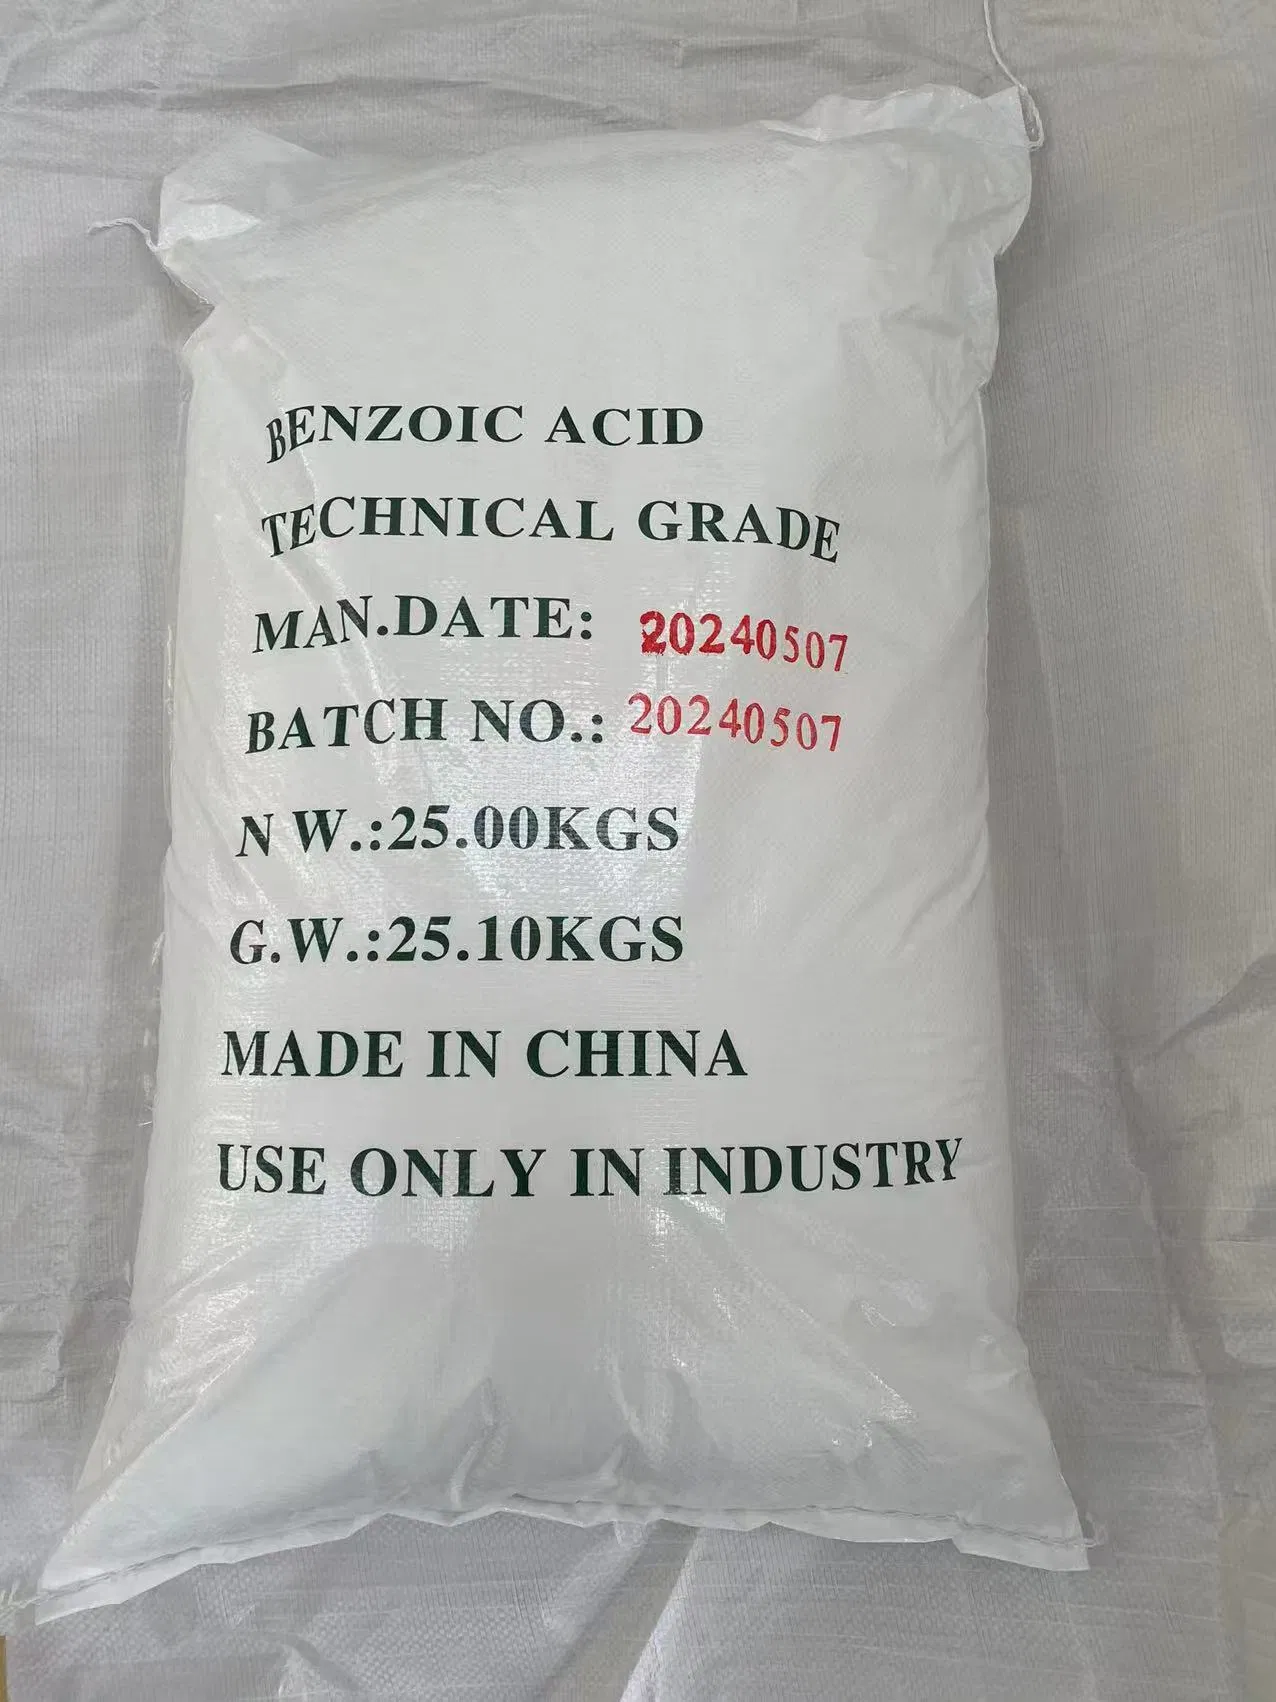 BENZOIC ACID
TECHNICAL GRADE
MAN.DATE: 20240507
BATCH NO.: 20240507
N W.:25.00KGS
G.W.:25.10KGS
MADE IN CHINA
USE ONLY IN INDUSTRY